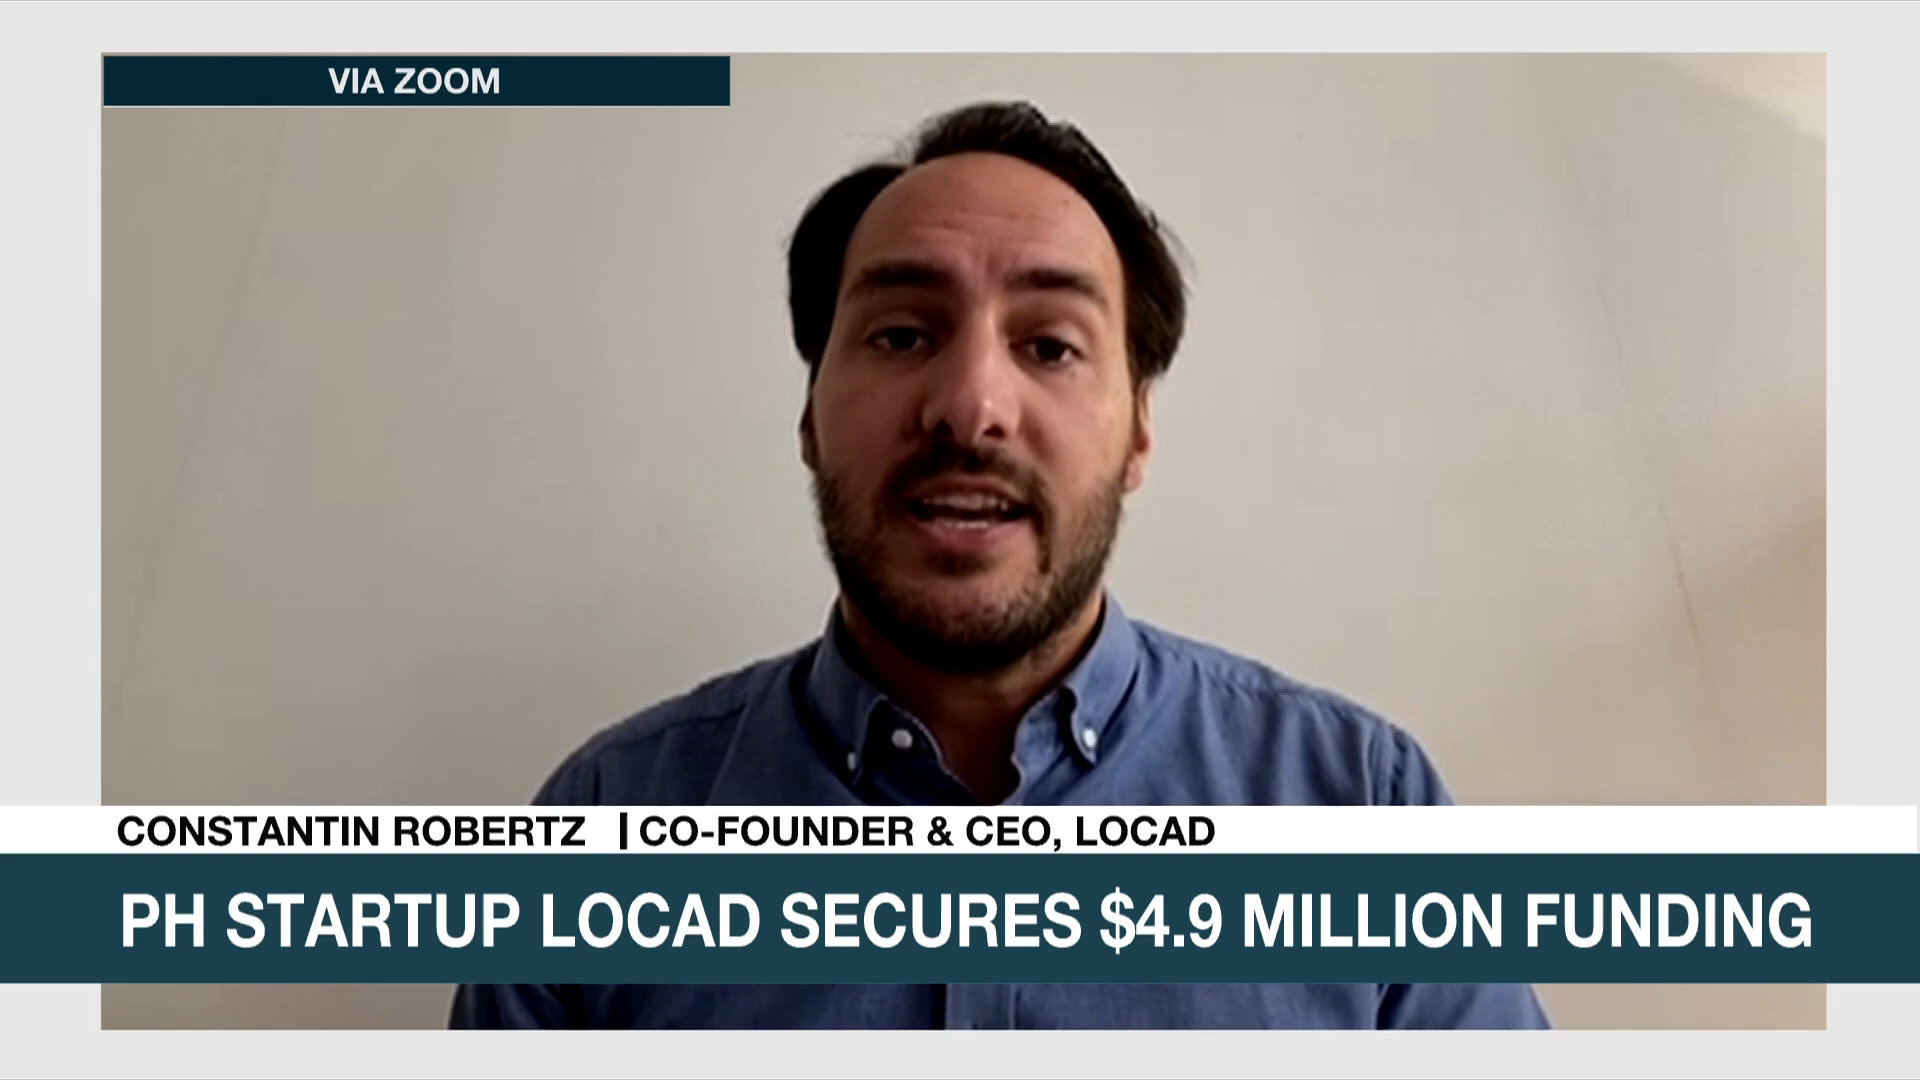 VIA ZOOM
CONSTANTIN ROBERTZ | CO-FOUNDER & CEO, LOCAD
PH STARTUP LOCAD SECURES $4.9 MILLION FUNDING